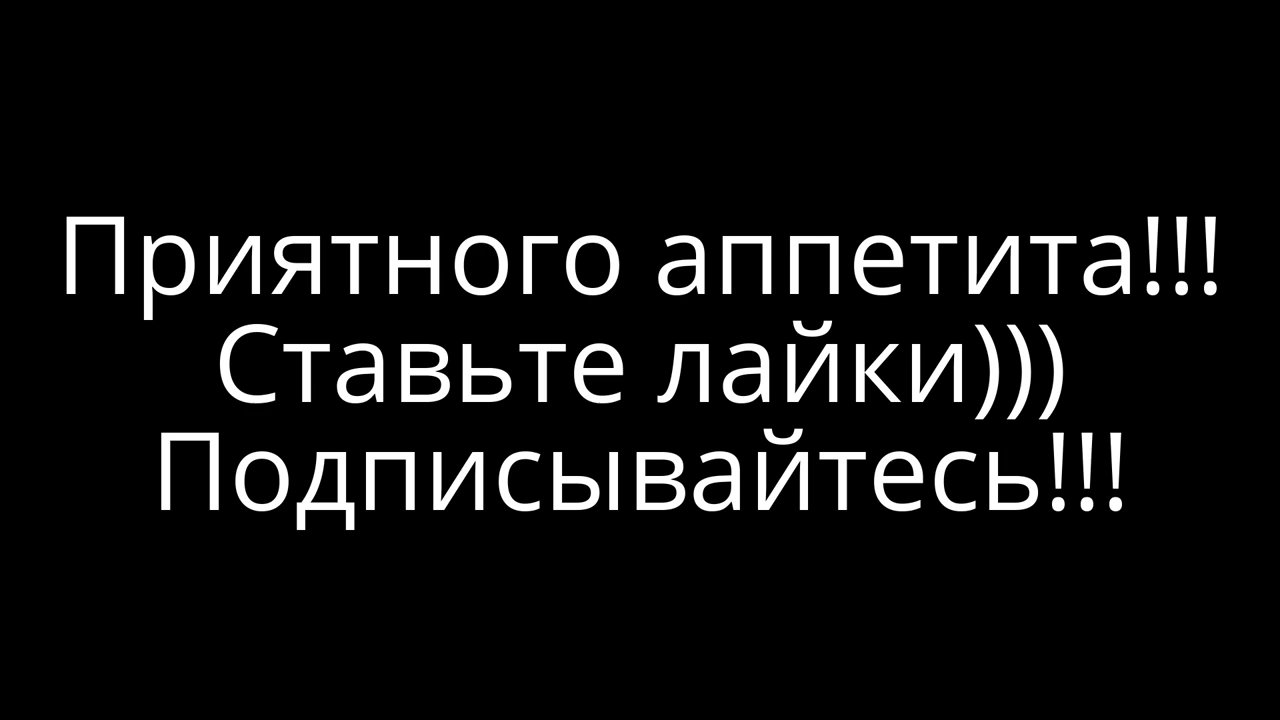 Приятного аппетита!!!
Ставьте лайки)))
Подписывайтесь!!!